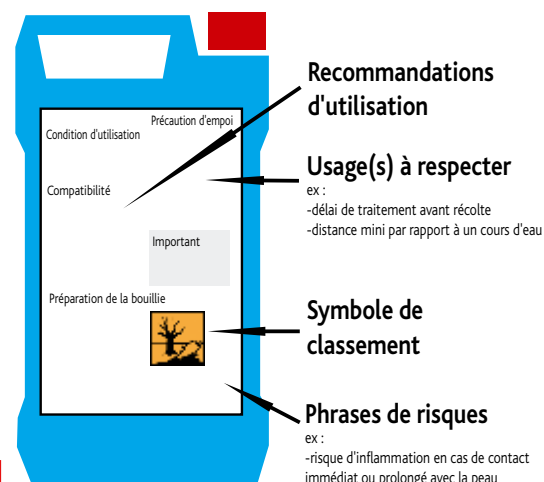 Précaution d'empoi
Condition d'utilisation
Compatibilité
Important
Préparation de la bouillie
Recommandations
d'utilisation
Usage(s) à respecter
ex :
-délai de traitement avant récolte
-distance mini par rapport à un cours d'eau
Symbole de
classement
Phrases de risques
ex :
-risque d'inflammation en cas de contact
immédiat ou prolongé avec la peau